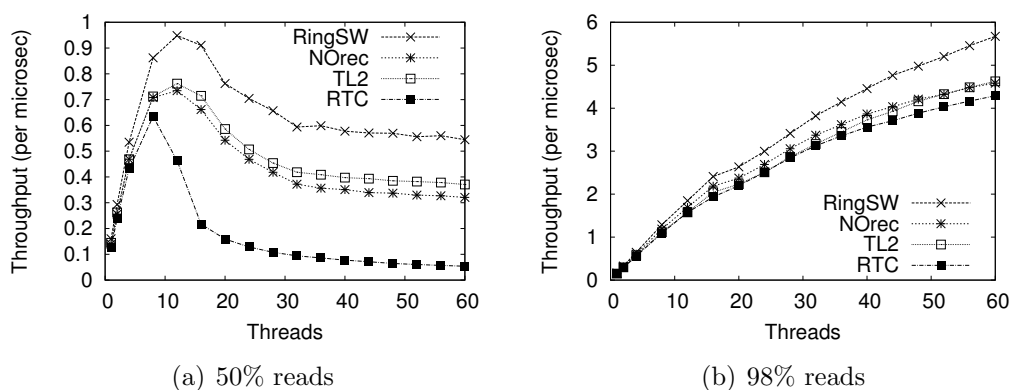 Throughput (per microsec)
1
0.9
0.8
0.7
0.6
0.5
0.4
0.3
0.2
0.1
0
RingSW
NOrec
TL2
RTC
0 10 20 30 40 50 60
Threads
(a) 50% reads
Throughput (per microsec)
6
5
4
3
2
1
0
RingSW
NOrec
TL2
RTC
0 10 20 30 40 50 60
Threads
(b) 98% reads